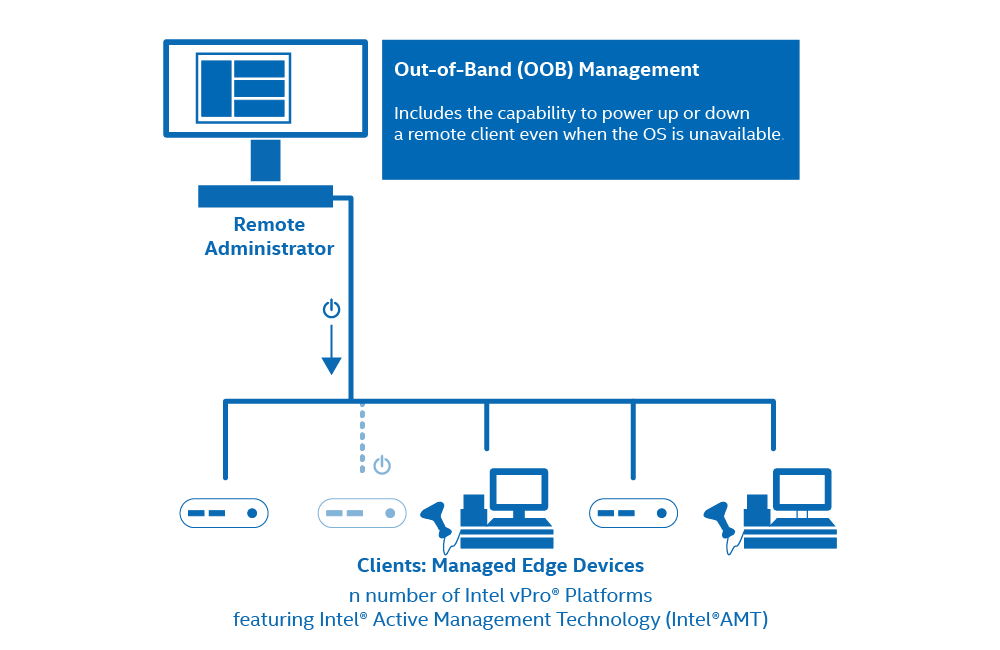 Out-of-Band (OOB) Management
Includes the capability to power up or down
a remote client even when the OS is unavailable.
Remote
Administrator
Clients: Managed Edge Devices
n number of Intel vPro® Platforms
featuring Intel® Active Management Technology (Intel®AMT)